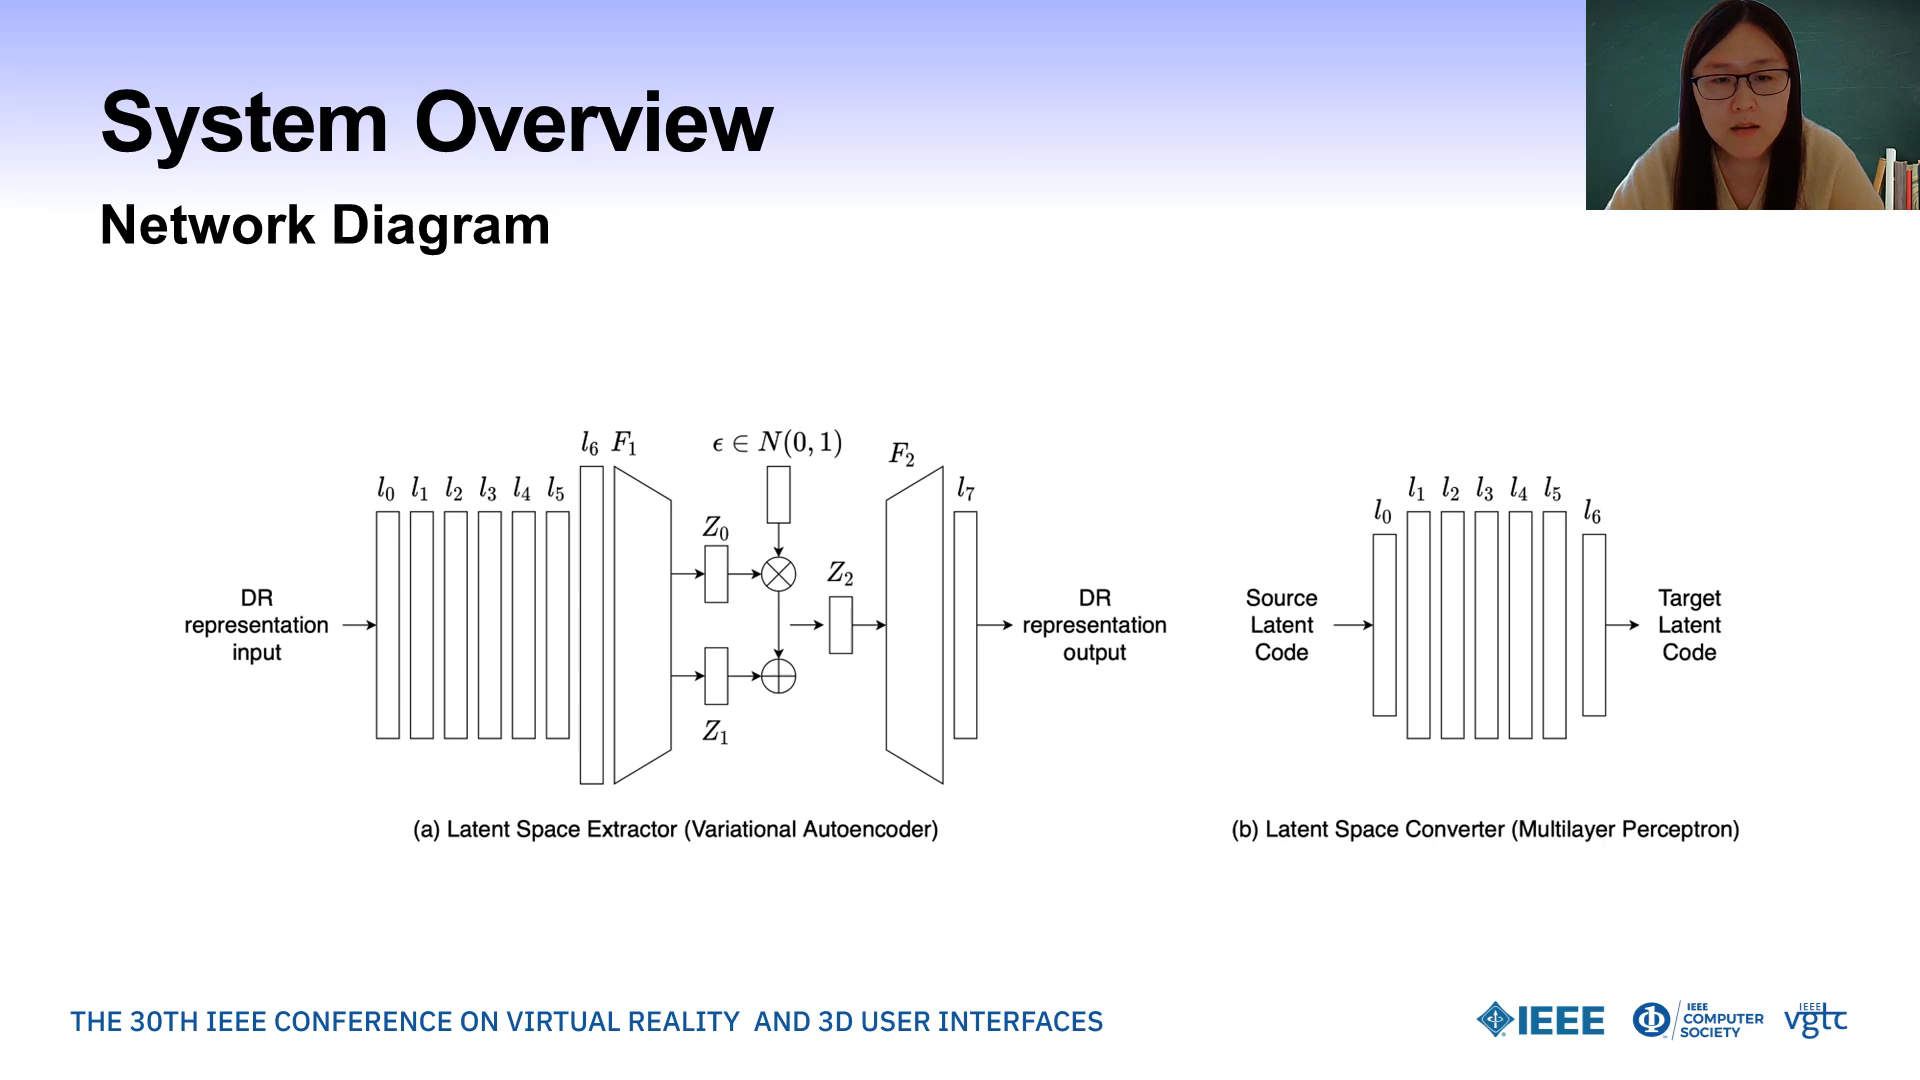 System Overview
Network Diagram
l₆ F₁
ϵ ∈ N(0, 1)
F₂
l₀ l₁ l₂ l₃ l₄ l₅
l₇
Z₀
Z₂
Z₁
DR
representation
input
DR
representation
output
(a) Latent Space Extractor (Variational Autoencoder)
l₁ l₂ l₃ l₄ l₅
l₀
l₆
Source
Latent
Code
Target
Latent
Code
(b) Latent Space Converter (Multilayer Perceptron)
THE 30TH IEEE CONFERENCE ON VIRTUAL REALITY AND 3D USER INTERFACES
IEEE
IEEE
COMPUTER
SOCIETY
IEEE
vgtc